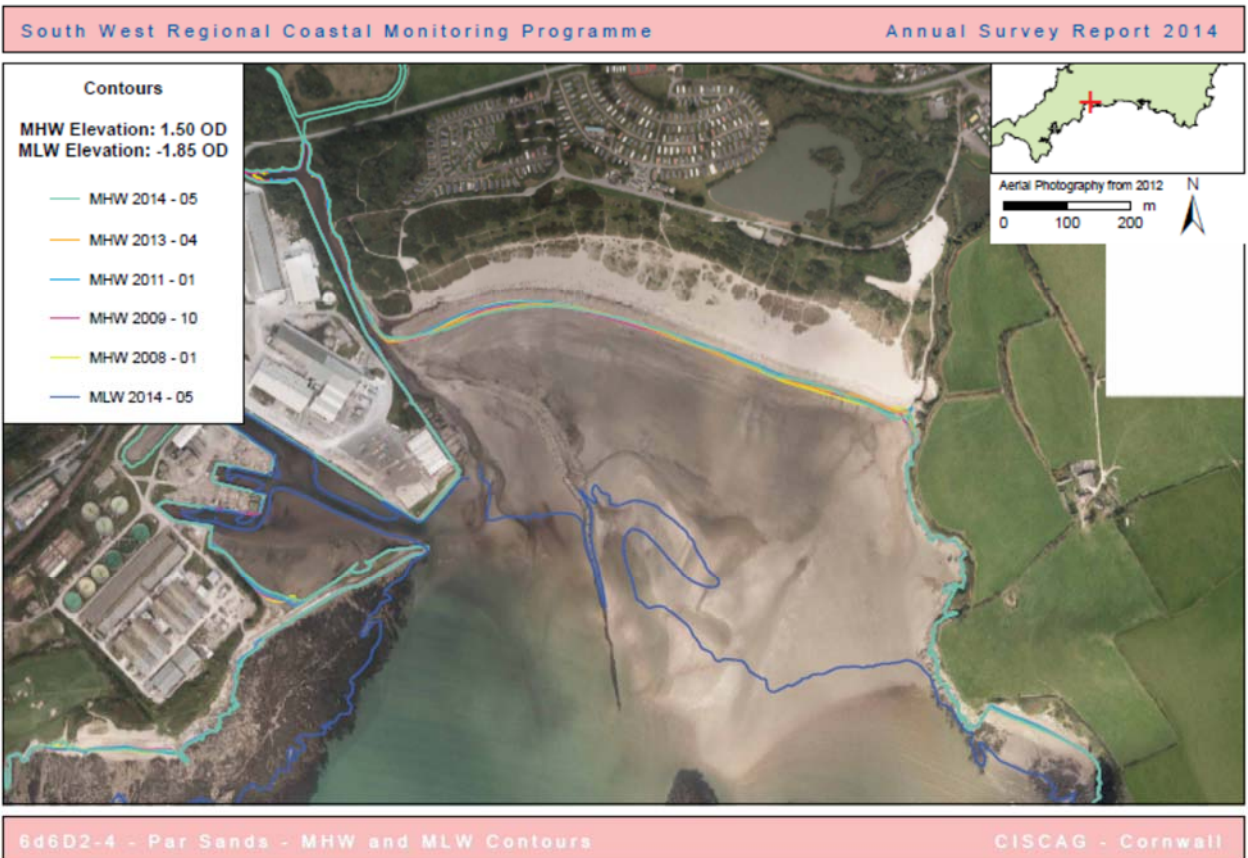 South West Regional Coastal Monitoring Programme
Annual Survey Report 2014
Contours
MHW Elevation: 1.50 OD
MLW Elevation: -1.85 OD
MHW 2014 - 05
MHW 2013 - 04
MHW 2011 - 01
MHW 2009 - 10
MHW 2008 - 01
MLW 2014 - 05
Aerial Photography from 2012
N
0 100 200 m
6d6D2-4 - Par Sands - MHW and MLW Contours
CISCAG - Cornwall